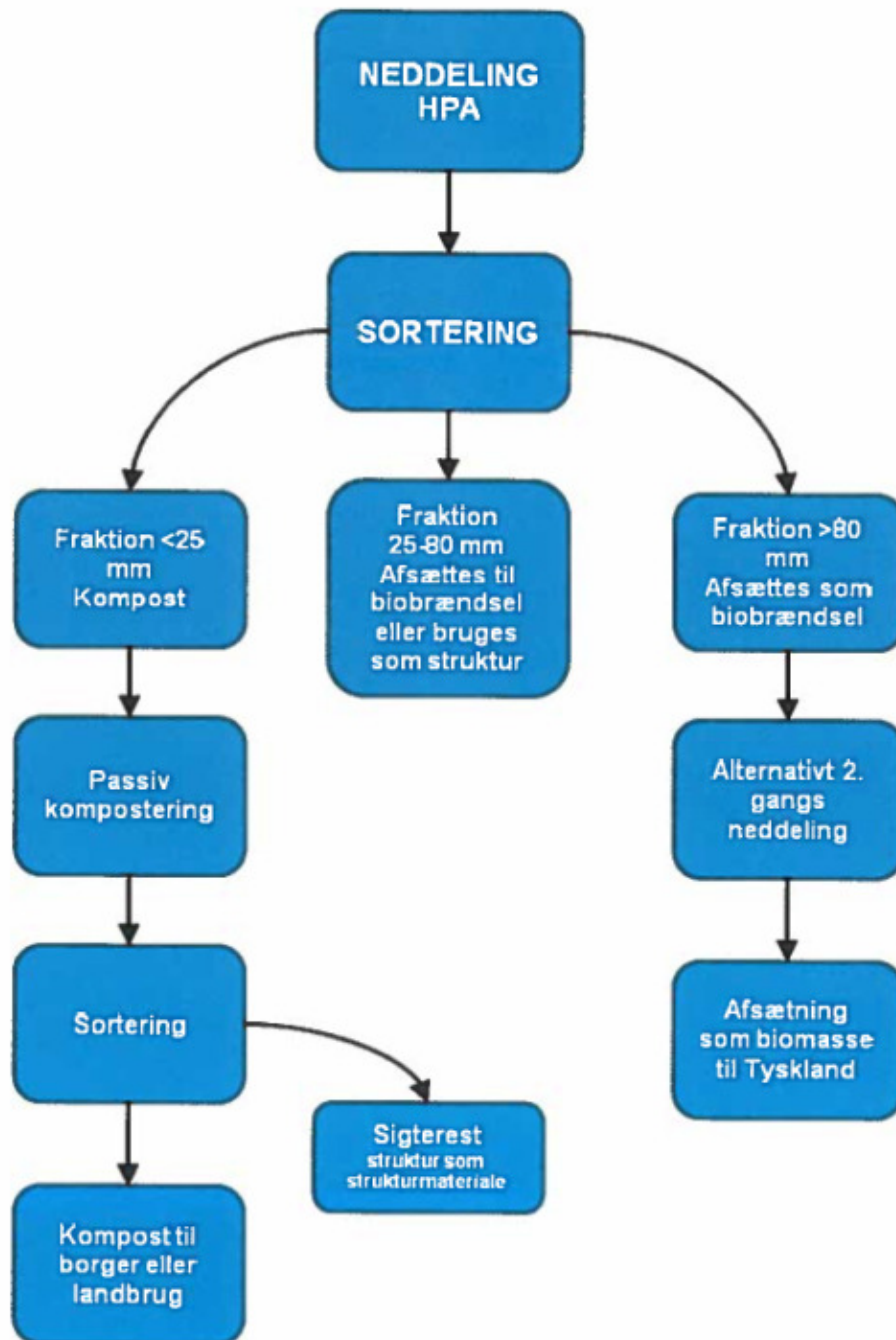 NEDDELING
HPA
SORTERING
Fraktion <25-
mm
Kompost
Fraktion
25-80 mm
Afsættes til
biobrændsel
eller bruges
som struktur
Fraktion >80
mm
Afsættes som
biobrændsel
Passiv
kompostering
Alternativt 2.
gangs
neddeling
Sortering
Afsætning
som biomasse
til Tyskland
Sigterest
struktur som
strukturmateriale
Kompost til
borger eller
landbrug